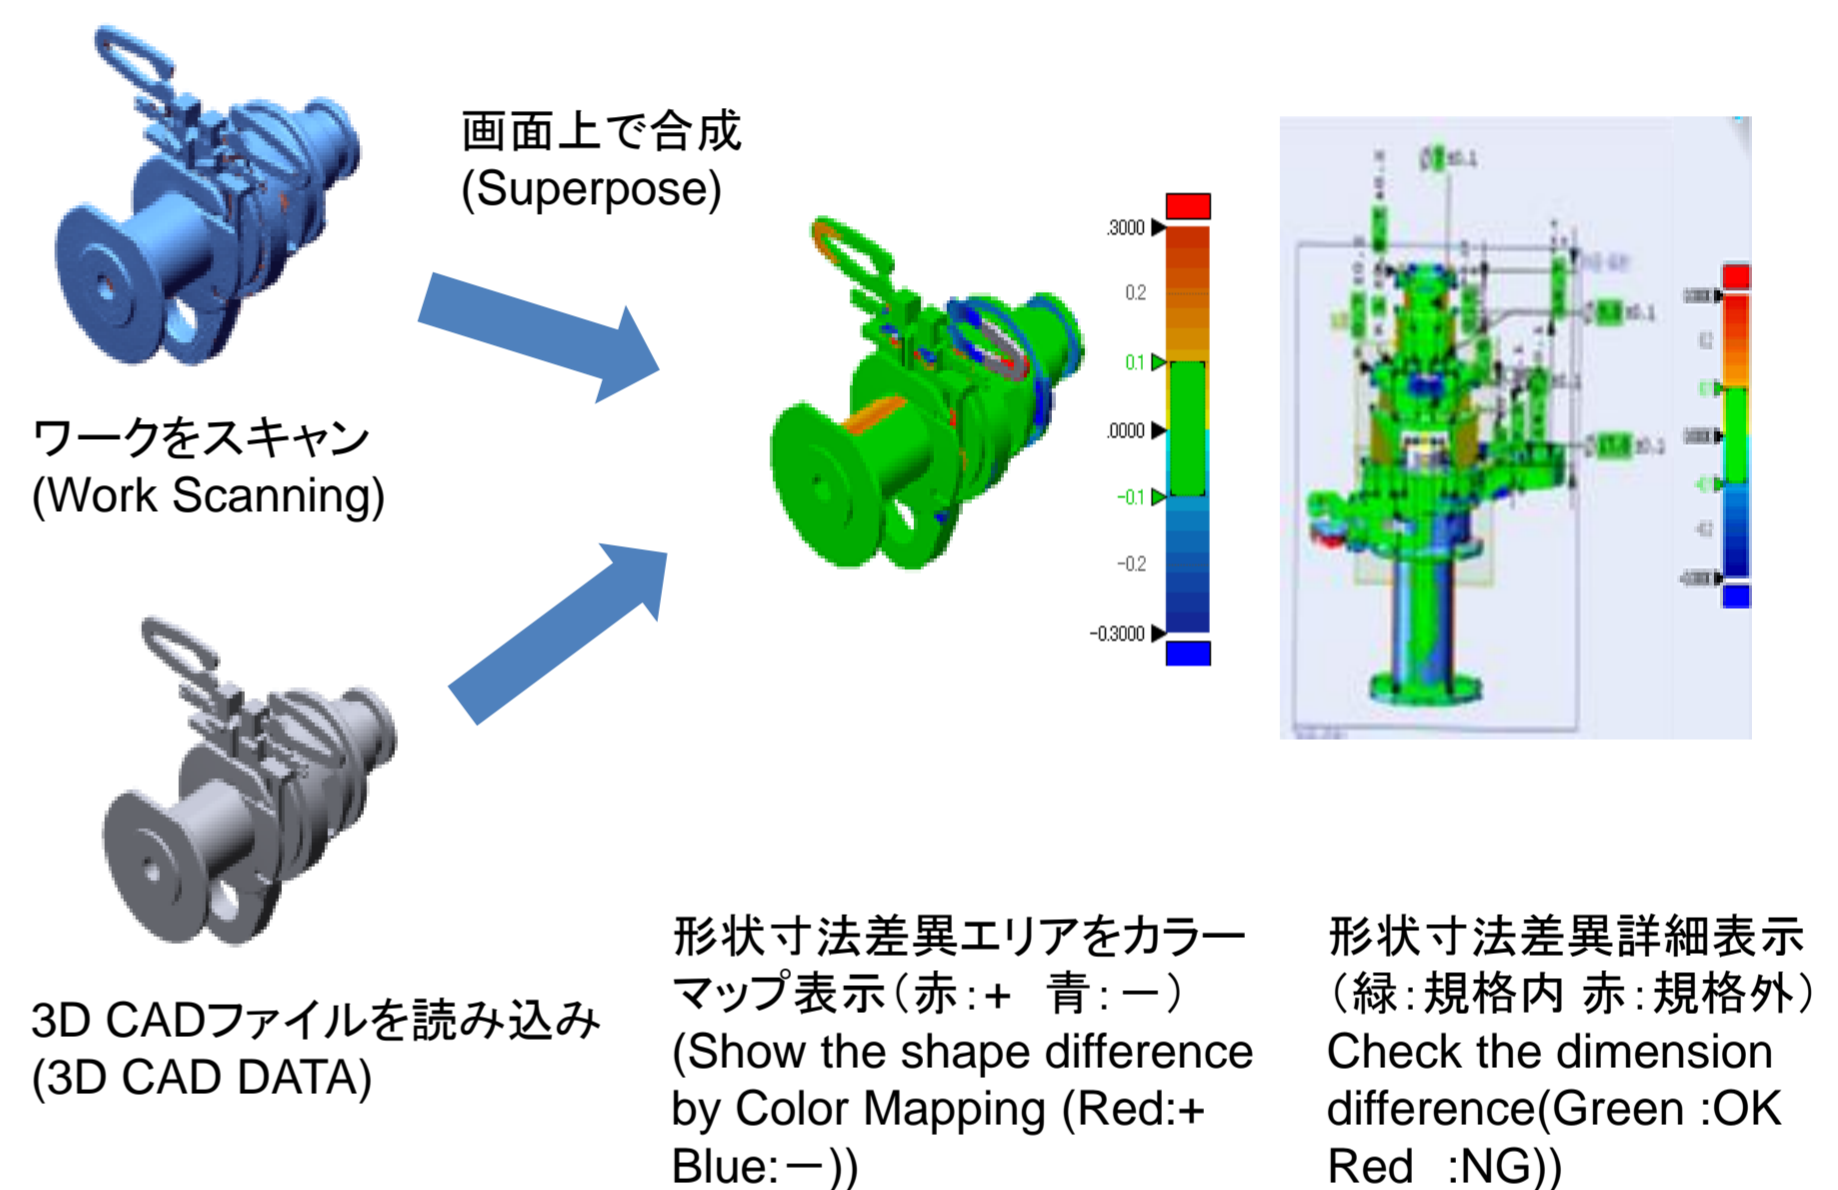 画面上で合成
(Superpose)
ワークをスキャン
(Work Scanning)
.3000
0.2
0.1
.0000
-0.1
-0.2
-0.3000
3D CADファイルを読み込み
(3D CAD DATA)
形状寸法差異エリアをカラー
マップ表示（赤：+　青：－）
(Show the shape difference
by Color Mapping (Red:+
Blue:－))
形状寸法差異詳細表示
（緑：規格内 赤：規格外）
Check the dimension
difference(Green :OK
Red :NG))